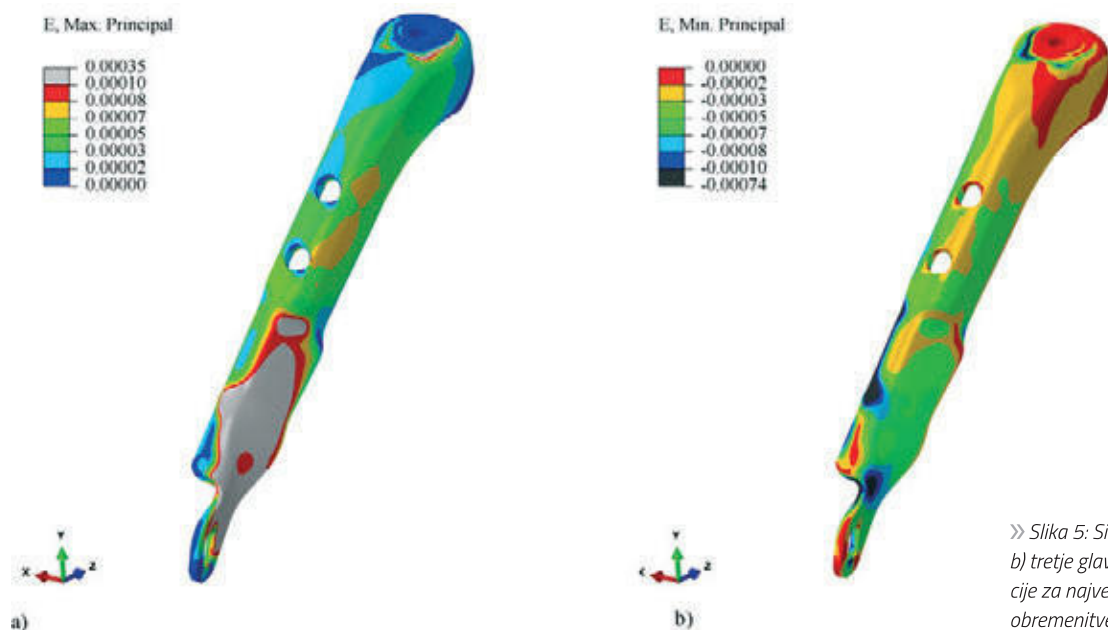 E, Max. Principal
0.00035
0.00010
0.00008
0.00007
0.00005
0.00003
0.00002
0.00000
Y
X
Z
a)
E, Min. Principal
0.00000
-0.00002
-0.00003
-0.00005
-0.00007
-0.00008
-0.00010
-0.00074
Y
X
Z
b)
» Slika 5: Si
b) tretje glav
cije za najve
obremenitve